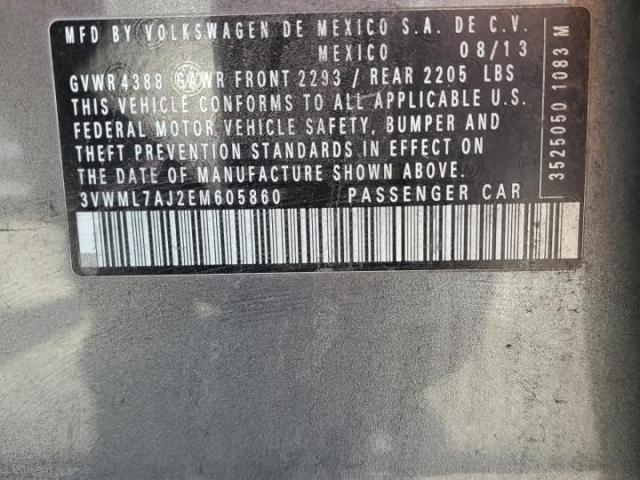 MFD BY VOLKSWAGEN DE MEXICO S.A. DE C.V.
MEXICO 08/13
GVWR 4388 GAWR FRONT 2293 / REAR 2205 LBS
THIS VEHICLE CONFORMS TO ALL APPLICABLE U.S.
FEDERAL MOTOR VEHICLE SAFETY, BUMPER AND
THEFT PREVENTION STANDARDS IN EFFECT ON
THE DATE OF MANUFACTURE SHOWN ABOVE.
3VWML7AJ2EM605860 PASSENGER CAR
3525050 1083 M